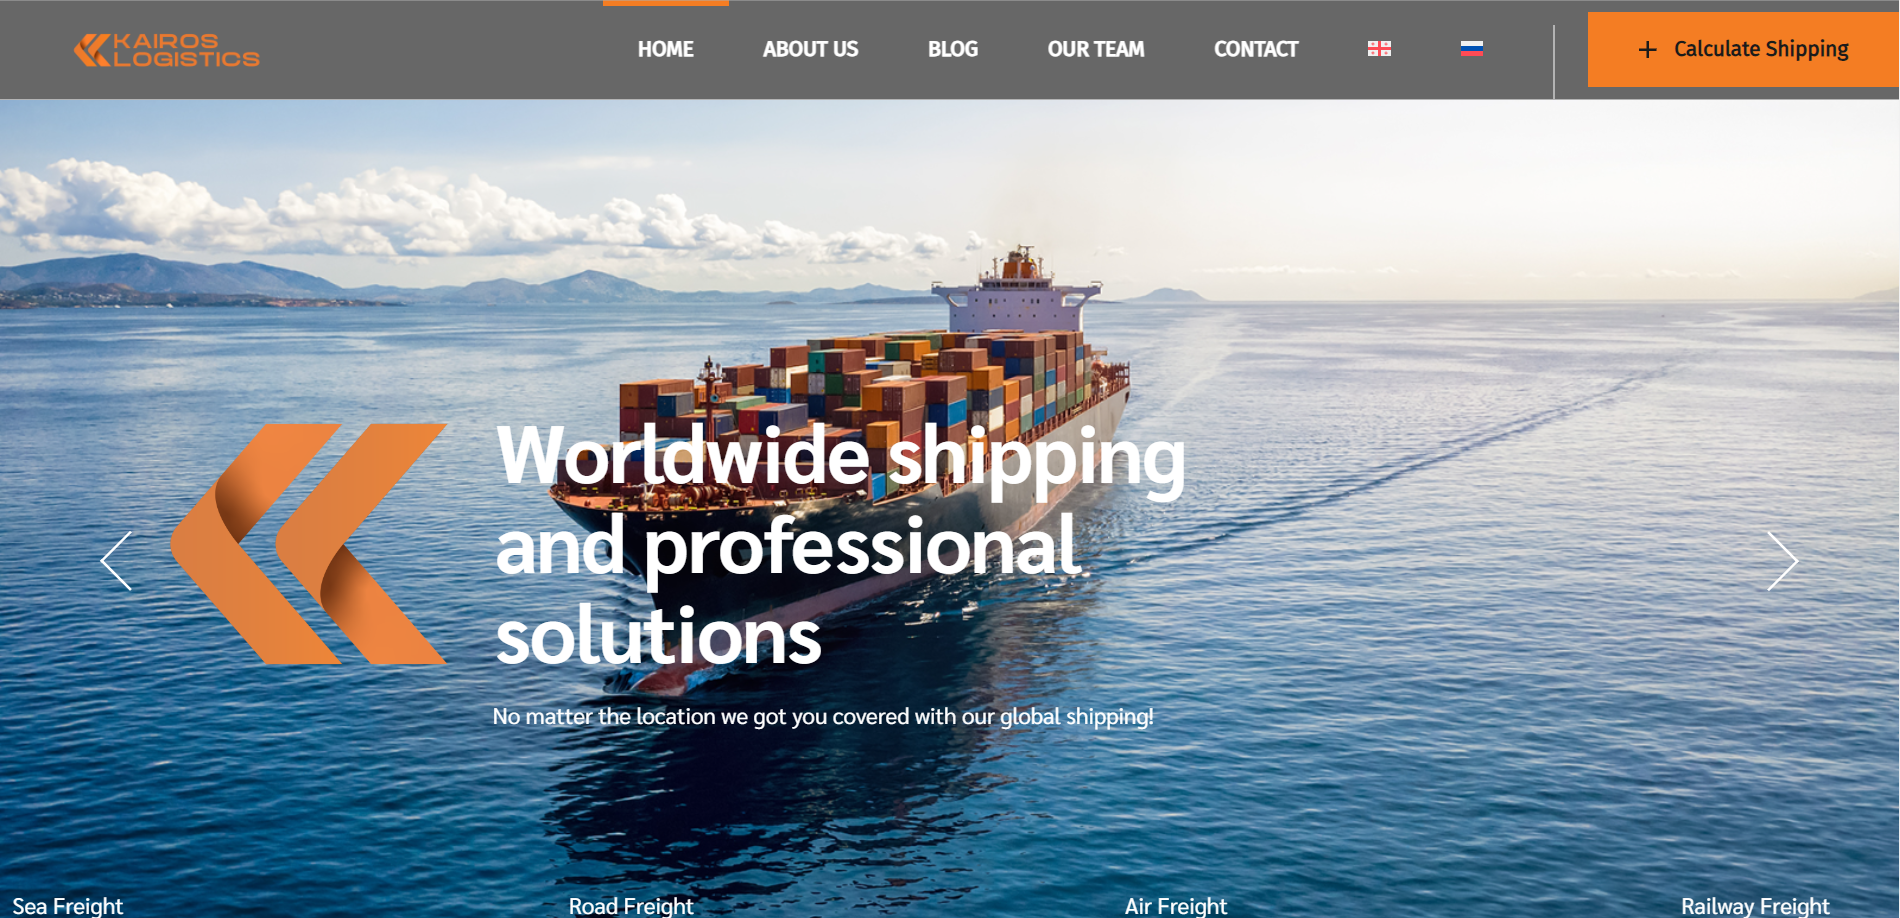 KAIROS
LOGISTICS
HOME
ABOUT US
BLOG
OUR TEAM
CONTACT
+ Calculate Shipping
Worldwide shipping
and professional
solutions
No matter the location we got you covered with our global shipping!
Sea Freight
Road Freight
Air Freight
Railway Freight